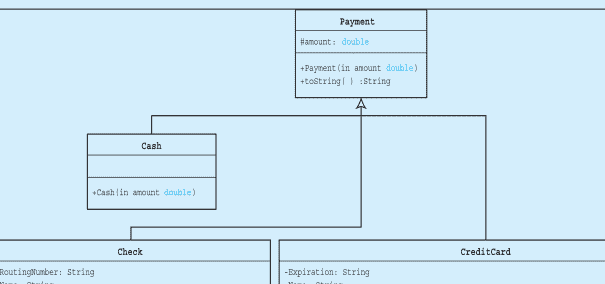 Payment
#amount: double
+Payment(in amount double)
+toString( ) :String
Cash
+Cash(in amount double)
Check
RoutingNumber: String
CreditCard
-Expiration: String